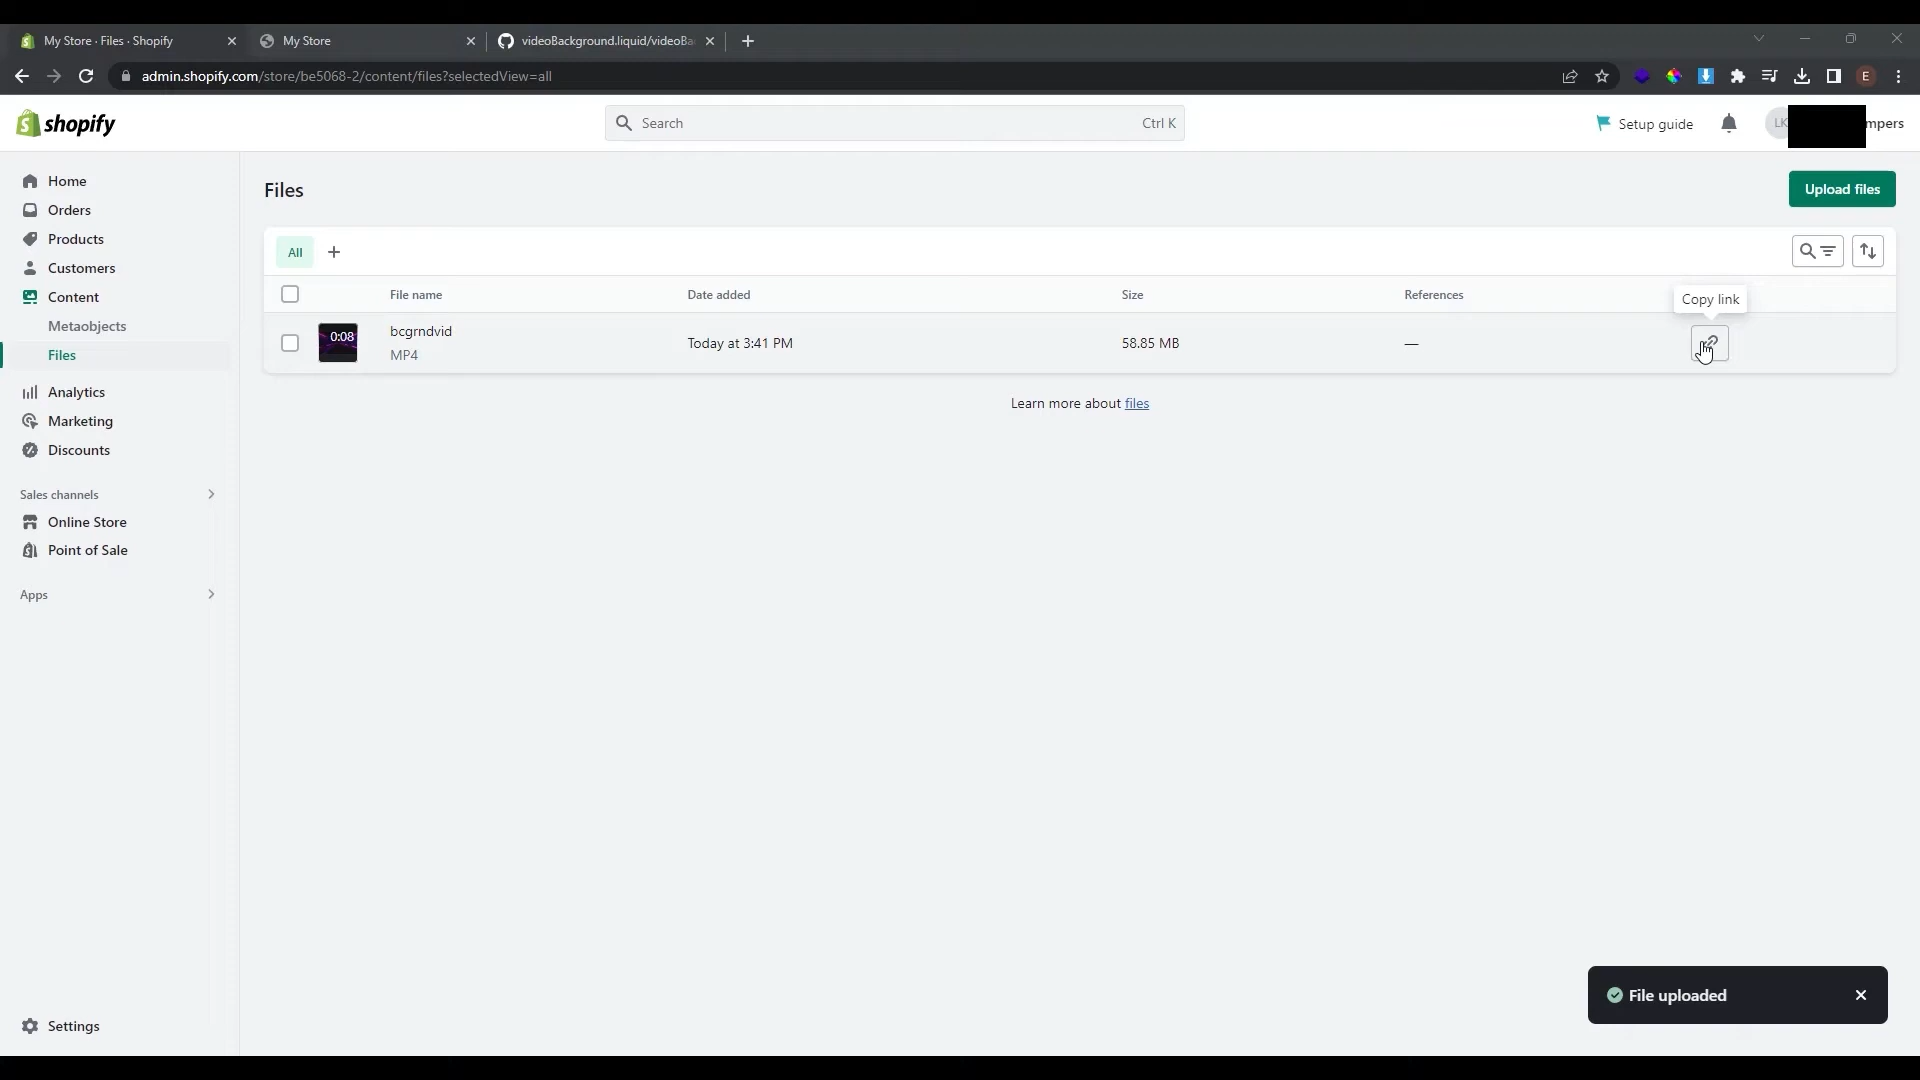 My Store · Files · Shopify
My Store
videoBackground.liquid/videoBa
admin.shopify.com/store/be5068-2/content/files?selectedView=all
E
shopify
Search
Ctrl K
Setup guide
LK
mpers
Home
Orders
Products
Customers
Content
Metaobjects
Files
Analytics
Marketing
Discounts
Sales channels
Online Store
Point of Sale
Apps
Settings
Files
Upload files
All
File name
Date added
Size
References
Copy link
0:08
bcgrndvid
MP4
Today at 3:41 PM
58.85 MB
—
Learn more about files
File uploaded